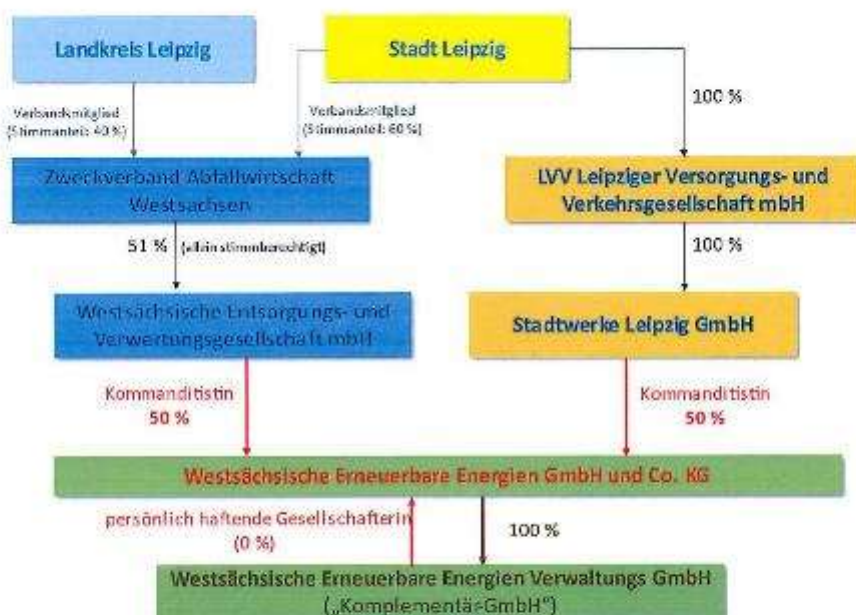 Landkreis Leipzig
Stadt Leipzig
Verbandsmitglied
(Stimmanteil: 40 %)
Verbandsmitglied
(Stimmanteil: 60 %)
100 %
Zweckverband Abfallwirtschaft
Westsachsen
LVV Leipziger Versorgungs- und
Verkehrsgesellschaft mbH
51 % (allein stimmberechtigt)
100 %
Westsächsische Entsorgungs- und
Verwertungsgesellschaft mbH
Stadtwerke Leipzig GmbH
Kommanditistin
50 %
Kommanditistin
50 %
Westsächsische Erneuerbare Energien GmbH und Co. KG
persönlich haftende Gesellschafterin
(0 %)
100 %
Westsächsische Erneuerbare Energien Verwaltungs GmbH
(„Komplementär-GmbH“)